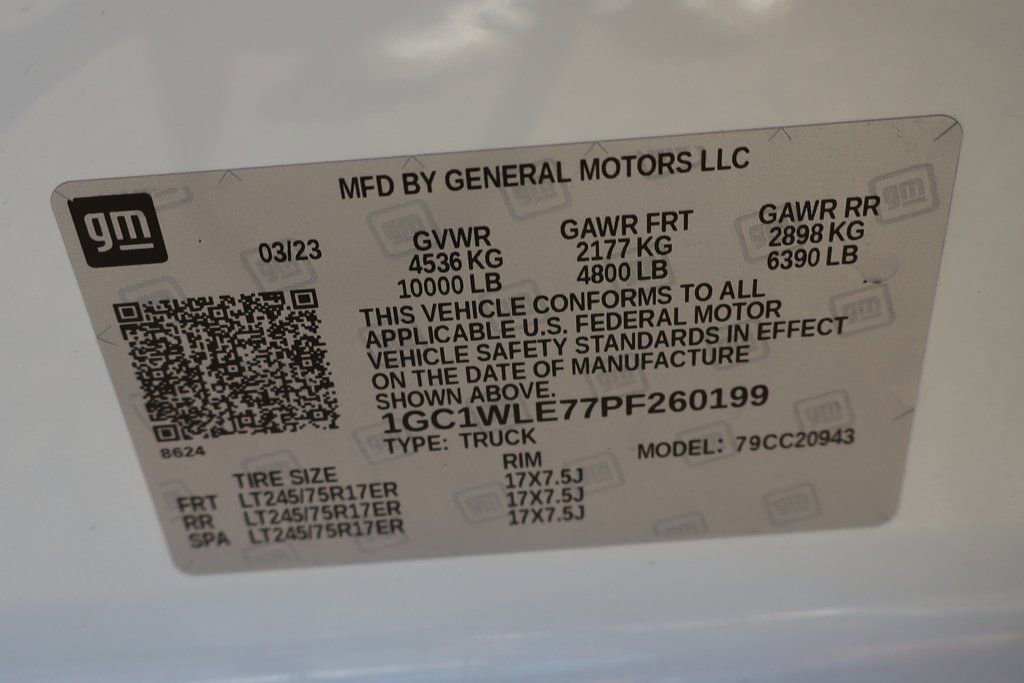 MFD BY GENERAL MOTORS LLC
gm
03/23
GVWR
4536 KG
10000 LB
GAWR FRT
2177 KG
4800 LB
GAWR RR
2898 KG
6390 LB
THIS VEHICLE CONFORMS TO ALL
APPLICABLE U.S. FEDERAL MOTOR
VEHICLE SAFETY STANDARDS IN EFFECT
ON THE DATE OF MANUFACTURE
SHOWN ABOVE.
1GC1WLE77PF260199
TYPE: TRUCK
MODEL: 79CC20943
8624
TIRE SIZE
RIM
FRT LT245/75R17ER 17X7.5J
RR LT245/75R17ER 17X7.5J
SPA LT245/75R17ER 17X7.5J